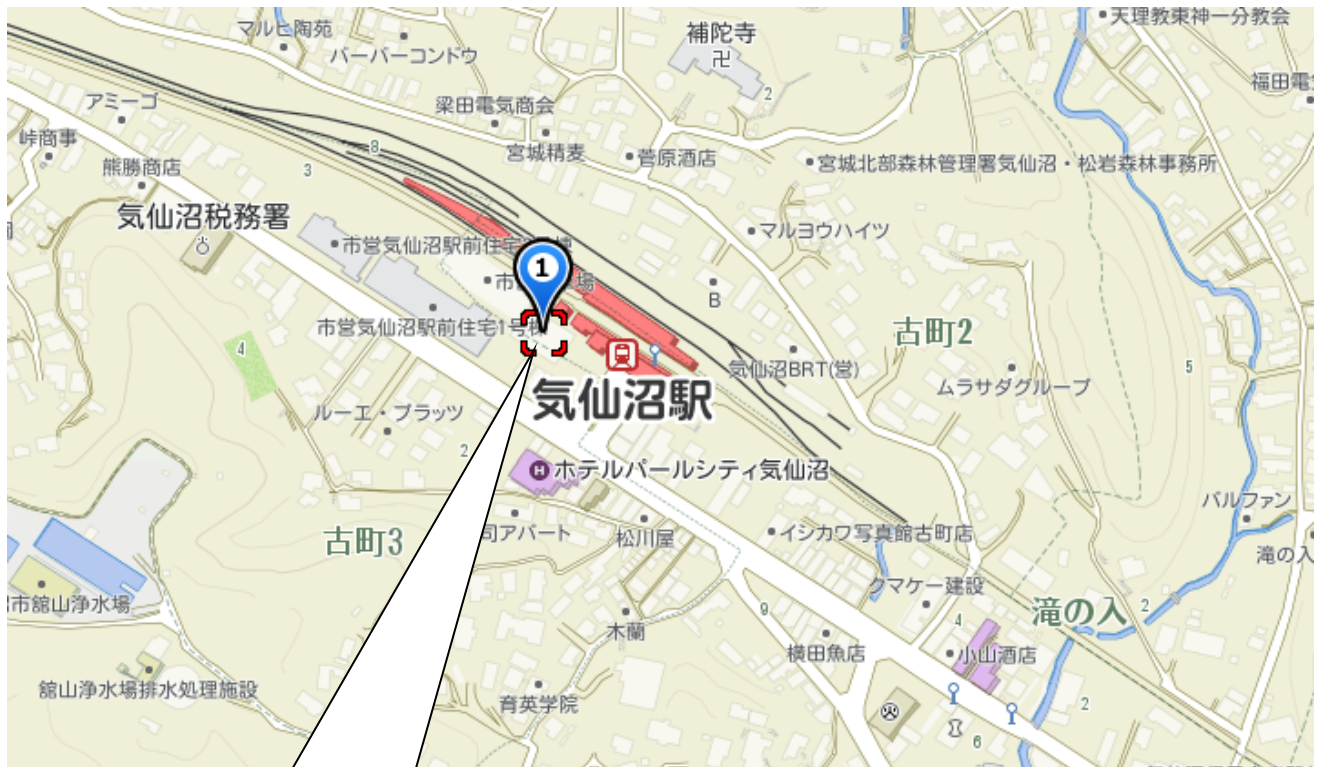 天理教東神一分教会
マルヒ陶苑
補陀寺
卍
バーバーコンドウ
2
アミーゴ
梁田電気商会
峠商事
8
宮城精麦
菅原酒店
宮城北部森林管理署気仙沼・松岩森林事務所
熊勝商店
3
気仙沼税務署
マルヨウハイツ
市営気仙沼駅前住宅
1
B
市営気仙沼駅前住宅1号棟
古町2
4
気仙沼BRT(営)
5
ムラサダグループ
気仙沼駅
ルーエ・プラッツ
2
H
ホテルパールシティ気仙沼
バルファン
古町3
司アパート
松川屋
イシカワ写真館古町店
滝の入
クマケー建設
市舘山浄水場
9
4
滝の入
2
木蘭
横田魚店
小山酒店
舘山浄水場排水処理施設
育英学院
2
6